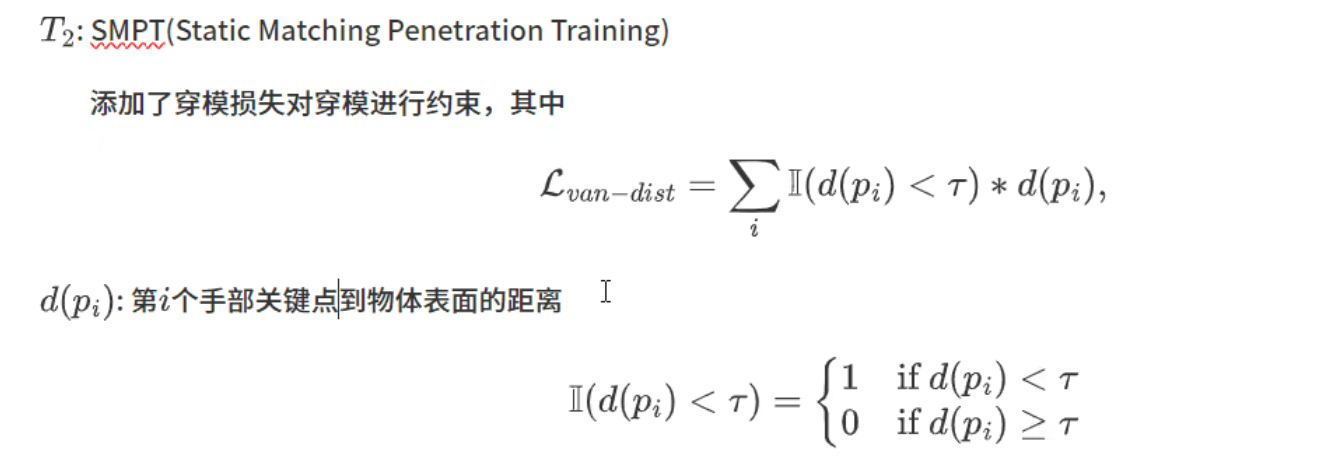 T₂: SMPT(Static Matching Penetration Training)
添加了穿模损失对穿模进行约束，其中
$\mathcal{L}_{van-dist} = \sum_{i} \mathbb{I}(d(p_i) < \tau) * d(p_i),$
$d(p_i)$: 第$i$个手部关键点到物体表面的距离
$\mathbb{I}(d(p_i) < \tau) = \begin{cases} 1 & \text{if } d(p_i) < \tau \\ 0 & \text{if } d(p_i) \geq \tau \end{cases}$